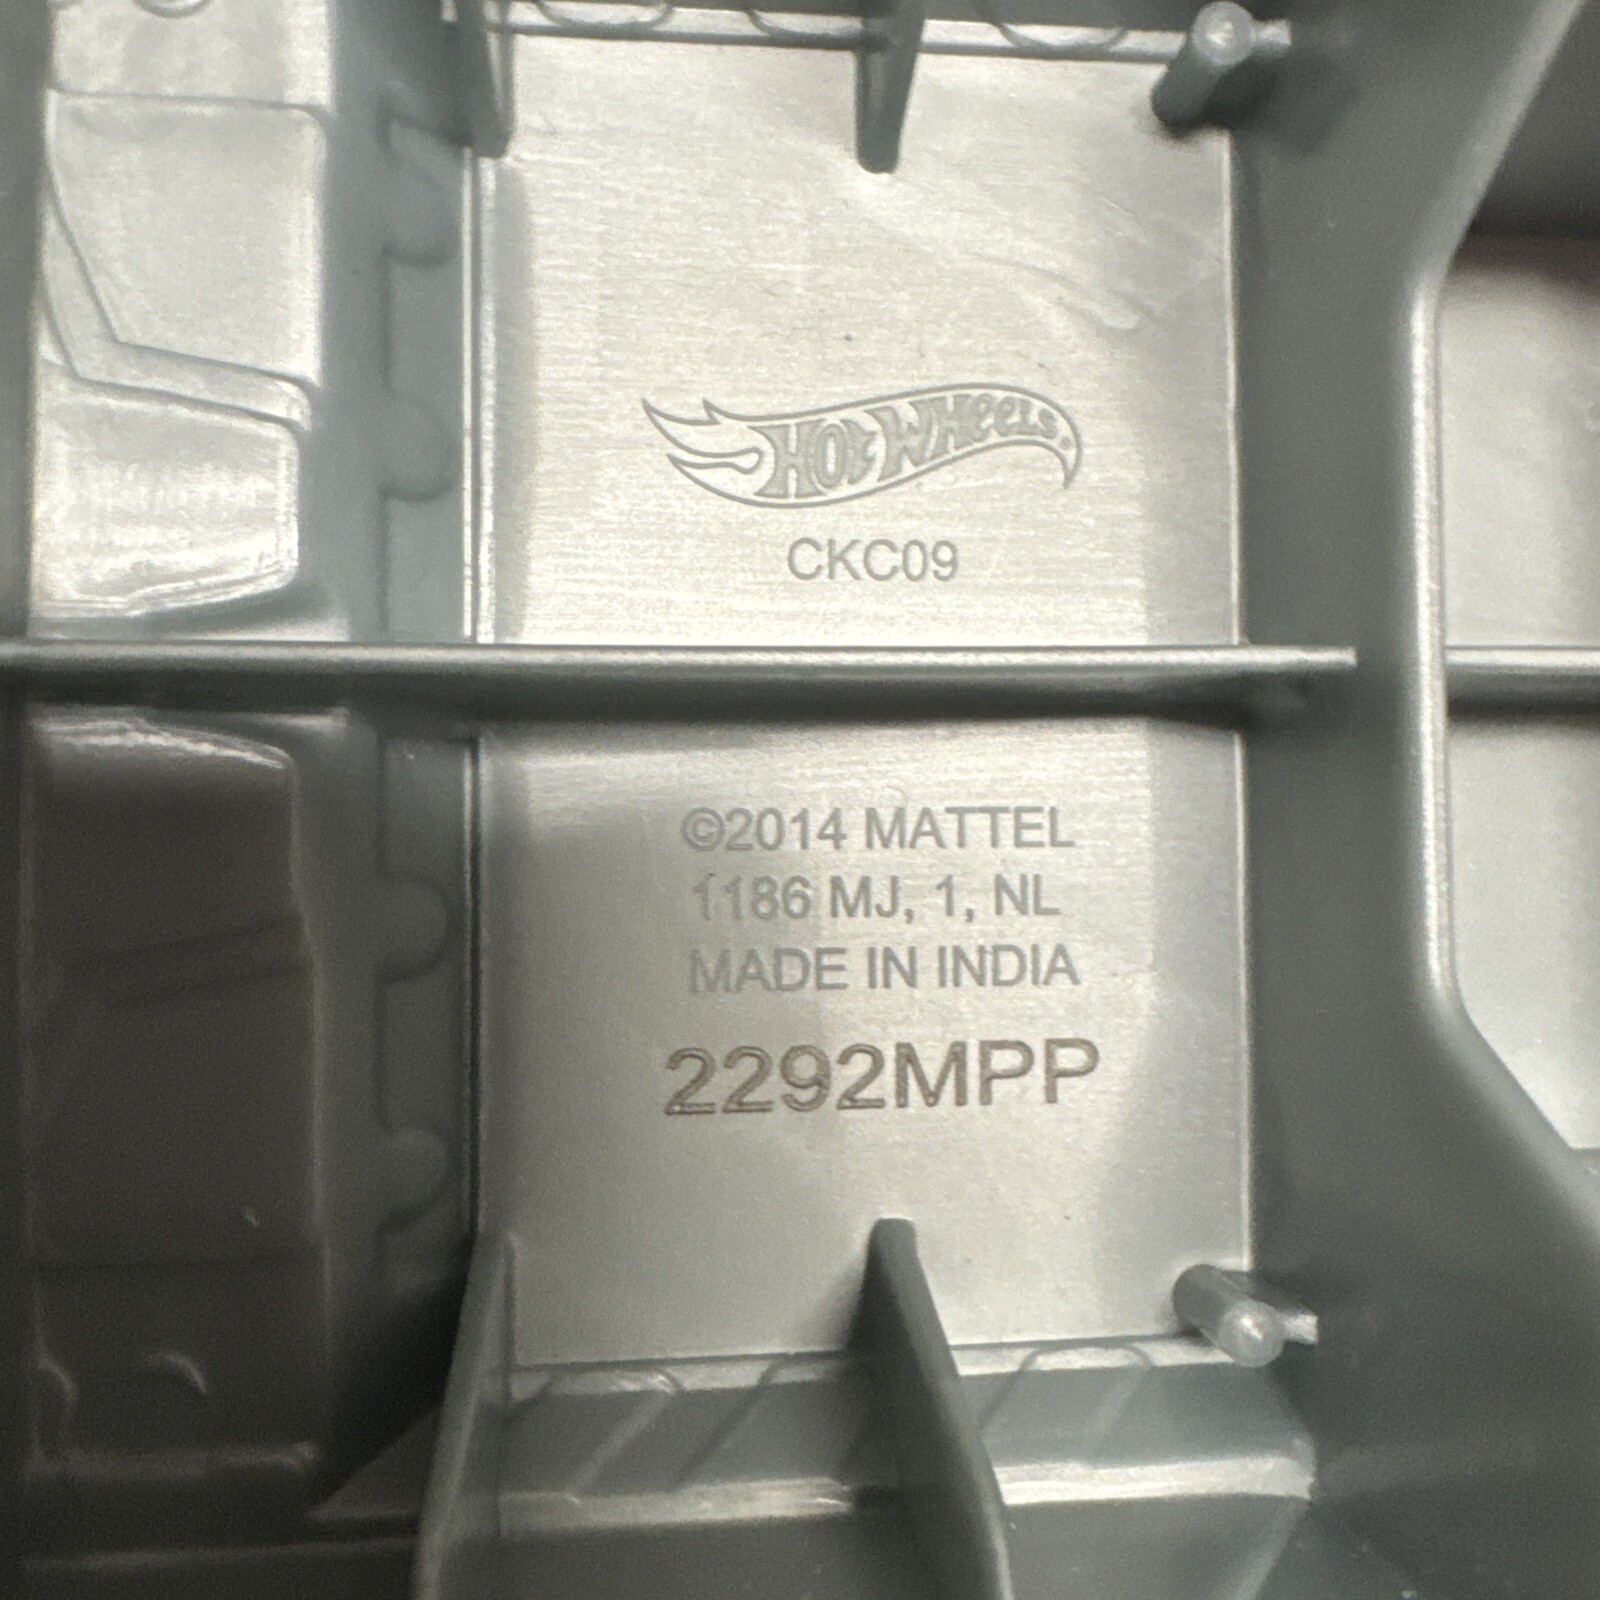 Hot Wheels®
CKC09
©2014 MATTEL
1186 MJ, 1, NL
MADE IN INDIA
2292MPP